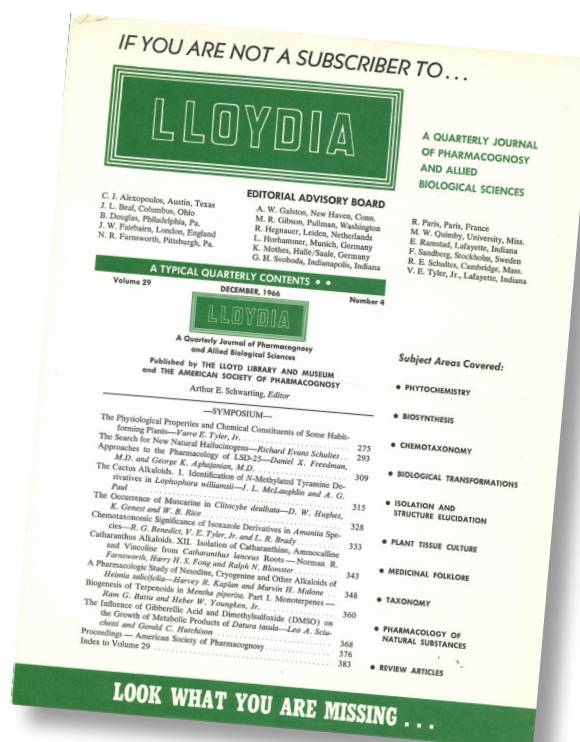 IF YOU ARE NOT A SUBSCRIBER TO...
LLOYDIA
A QUARTERLY JOURNAL
OF PHARMACOGNOSY
AND ALLIED
BIOLOGICAL SCIENCES
EDITORIAL ADVISORY BOARD
C. J. Alexopoulos, Austin, Texas
J. L. Beal, Columbus, Ohio
B. Douglas, Philadelphia, Pa.
J. W. Fairbairn, London, England
N. R. Farnsworth, Pittsburgh, Pa.
A. W. Galston, New Haven, Conn.
M. R. Gibson, Pullman, Washington
R. Hegnauer, Leiden, Netherlands
L. Horhammer, Munich, Germany
K. Mothes, Halle/Saale, Germany
G. H. Svoboda, Indianapolis, Indiana
R. Paris, Paris, France
M. W. Quimby, University, Miss.
E. Ramstad, Lafayette, Indiana
F. Sandberg, Stockholm, Sweden
R. E. Schultes, Cambridge, Mass.
V. E. Tyler, Jr., Lafayette, Indiana
A TYPICAL QUARTERLY CONTENTS • •
Volume 29
DECEMBER, 1966
Number 4
LLOYDIA
A Quarterly Journal of Pharmacognosy
and Allied Biological Sciences
Published by THE LLOYD LIBRARY AND MUSEUM
and THE AMERICAN SOCIETY OF PHARMACOGNOSY
Arthur E. Schwarting, Editor
—SYMPOSIUM—
The Physiological Properties and Chemical Constituents of Some Habit-
forming Plants—Varro E. Tyler, Jr. 275
The Search for New Natural Hallucinogens—Richard Evans Schultes 293
Approaches to the Pharmacology of LSD-25—Daniel X. Freedman,
M.D. and George K. Aghajanian, M.D. 309
The Cactus Alkaloids. I. Identification of N-Methylated Tyramine De-
rivatives in Lophophora williamsii—J. L. McLaughlin and A. G.
Paul 315
The Occurrence of Muscarine in Clitocybe dealbata—D. W. Hughes,
K. Genest and W. B. Rice 328
Chemotaxonomic Significance of Isoxazole Derivatives in Amanita Spe-
cies—R. G. Benedict, V. E. Tyler, Jr. and L. R. Brady 333
Catharanthus Alkaloids. XII. Isolation of Catharanthine, Ammocalline
and Vincoline from Catharanthus lanceus Roots — Norman R.
Farnsworth, Harry H. S. Fong and Ralph N. Blomster 343
A Pharmacologic Study of Nesodine, Cryogenine and Other Alkaloids of
Heimia salicifolia—Harvey R. Kaplan and Marvin H. Malone 348
Biogenesis of Terpenoids in Mentha piperita. Part I. Monoterpenes —
Ram G. Battu and Heber W. Youngken, Jr. 360
The Influence of Gibberellic Acid and Dimethylsulfoxide (DMSO) on
the Growth of Metabolic Products of Datura tatula—Leo A. Sciu-
chetti and Gerald C. Hutchison 368
Proceedings — American Society of Pharmacognosy 376
Index to Volume 29 383
Subject Areas Covered:
• PHYTOCHEMISTRY
• BIOSYNTHESIS
• CHEMOTAXONOMY
• BIOLOGICAL TRANSFORMATIONS
• ISOLATION AND
STRUCTURE ELUCIDATION
• PLANT TISSUE CULTURE
• MEDICINAL FOLKLORE
• TAXONOMY
• PHARMACOLOGY OF
NATURAL SUBSTANCES
• REVIEW ARTICLES
LOOK WHAT YOU ARE MISSING...